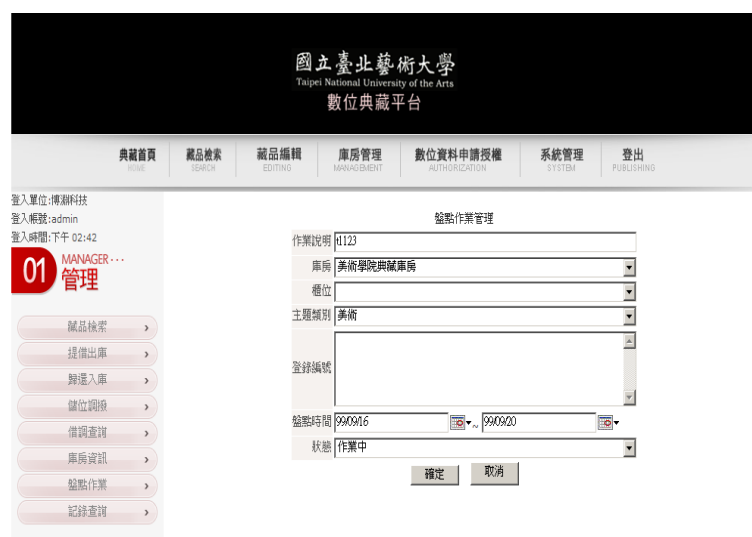 國立臺北藝術大學
Taipei National University of the Arts
數位典藏平台
典藏首頁 藏品檢索 藏品編輯 庫房管理 數位資料申請授權 系統管理 登出
HOME SEARCH EDITING MANAGEMENT AUTHORIZATION SYSTEM PUBLISHING
登入單位:博淵科技
登入帳號:admin
登入時間:下午 02:42
01 MANAGER ···
管理
藏品檢索
提借出庫
歸還入庫
儲位調撥
借調查詢
庫房資訊
盤點作業
記錄查詢
盤點作業管理
作業說明 t1123
庫房 美術學院典藏庫房
櫃位
主題類別 美術
登錄編號
盤點時間 99/09/16 ~ 99/09/20
狀態 作業中
確定 取消